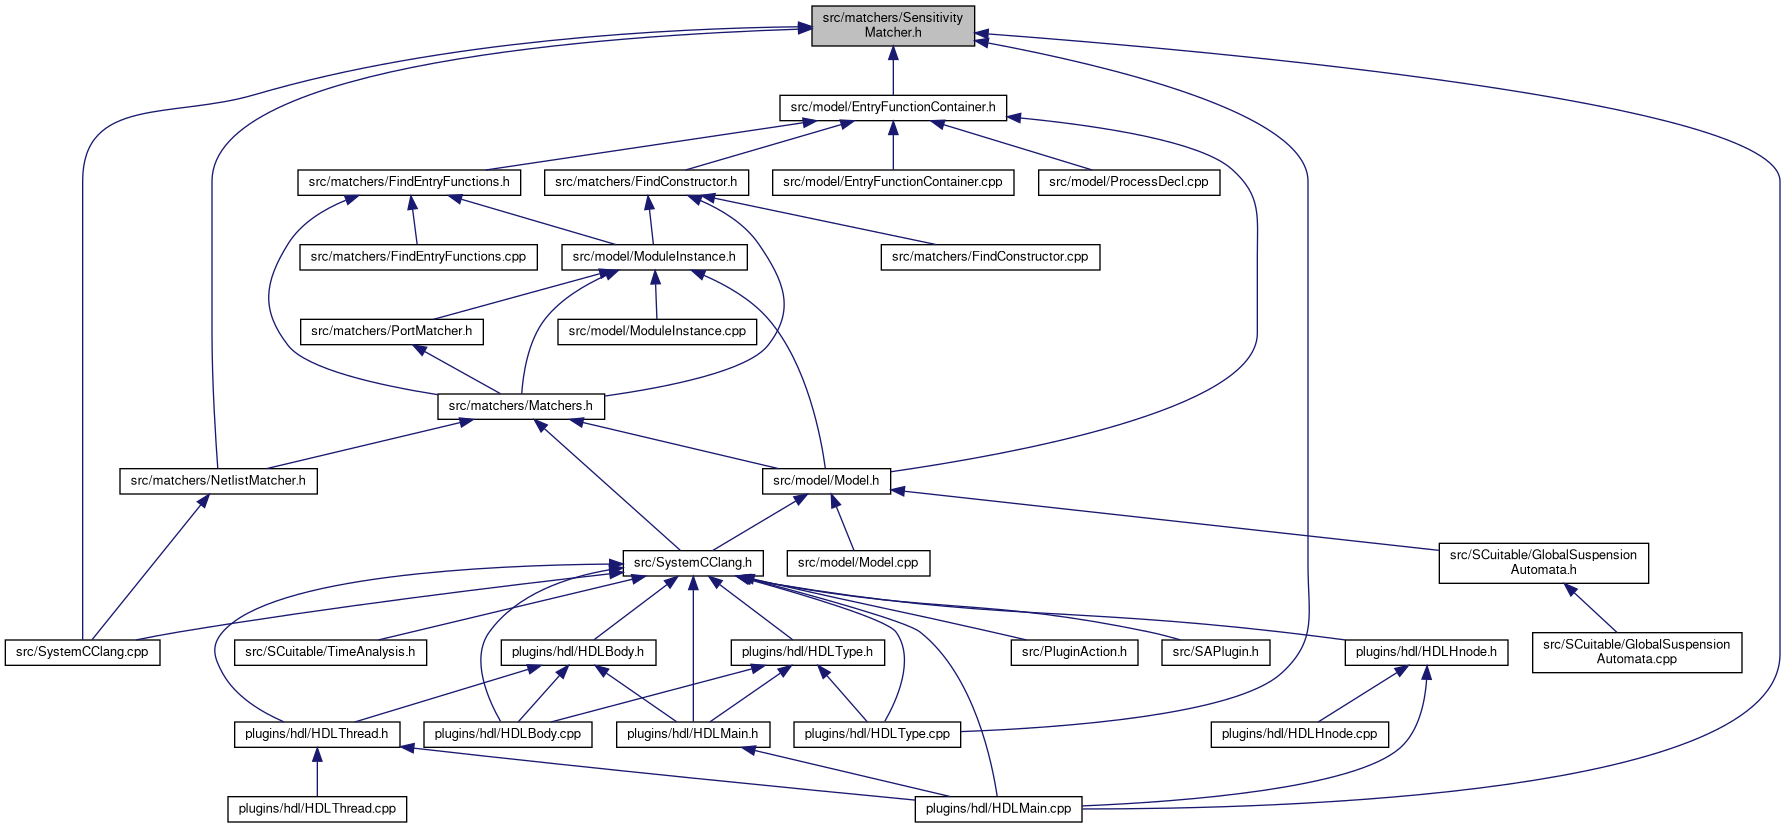 src/matchers/Sensitivity
Matcher.h
src/model/EntryFunctionContainer.h
src/matchers/FindEntryFunctions.h
src/matchers/FindConstructor.h
src/model/EntryFunctionContainer.cpp
src/model/ProcessDecl.cpp
src/matchers/FindEntryFunctions.cpp
src/model/ModuleInstance.h
src/matchers/FindConstructor.cpp
src/matchers/PortMatcher.h
src/model/ModuleInstance.cpp
src/matchers/Matchers.h
src/matchers/NetlistMatcher.h
src/model/Model.h
src/SystemCClang.h
src/model/Model.cpp
src/SCuitable/GlobalSuspension
Automata.h
src/SystemCClang.cpp
src/SCuitable/TimeAnalysis.h
plugins/hdl/HDLBody.h
plugins/hdl/HDLType.h
src/PluginAction.h
src/SAPlugin.h
plugins/hdl/HDLHnode.h
src/SCuitable/GlobalSuspension
Automata.cpp
plugins/hdl/HDLThread.h
plugins/hdl/HDLBody.cpp
plugins/hdl/HDLMain.h
plugins/hdl/HDLType.cpp
plugins/hdl/HDLHnode.cpp
plugins/hdl/HDLThread.cpp
plugins/hdl/HDLMain.cpp